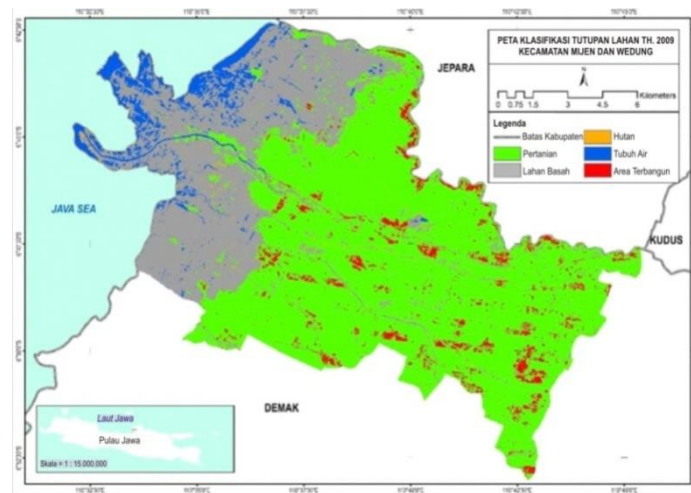 PETA KLASIFIKASI TUTUPAN LAHAN TH. 2009
KECAMATAN MIJEN DAN WEDUNG
N
0 0.75 1.5 3 4.5 6 Kilometers
Legenda
Batas Kabupaten
Hutan
Pertanian
Tubuh Air
Lahan Basah
Area Terbangun
JEPARA
JAVA SEA
KUDUS
DEMAK
Laut Jawa
Pulau Jawa
Skala = 1 : 15.000.000